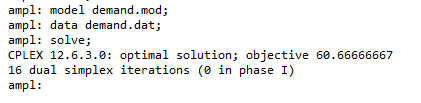 ampl: model demand.mod;
ampl: data demand.dat;
ampl: solve;
CPLEX 12.6.3.0: optimal solution; objective 60.66666667
16 dual simplex iterations (0 in phase I)
ampl: